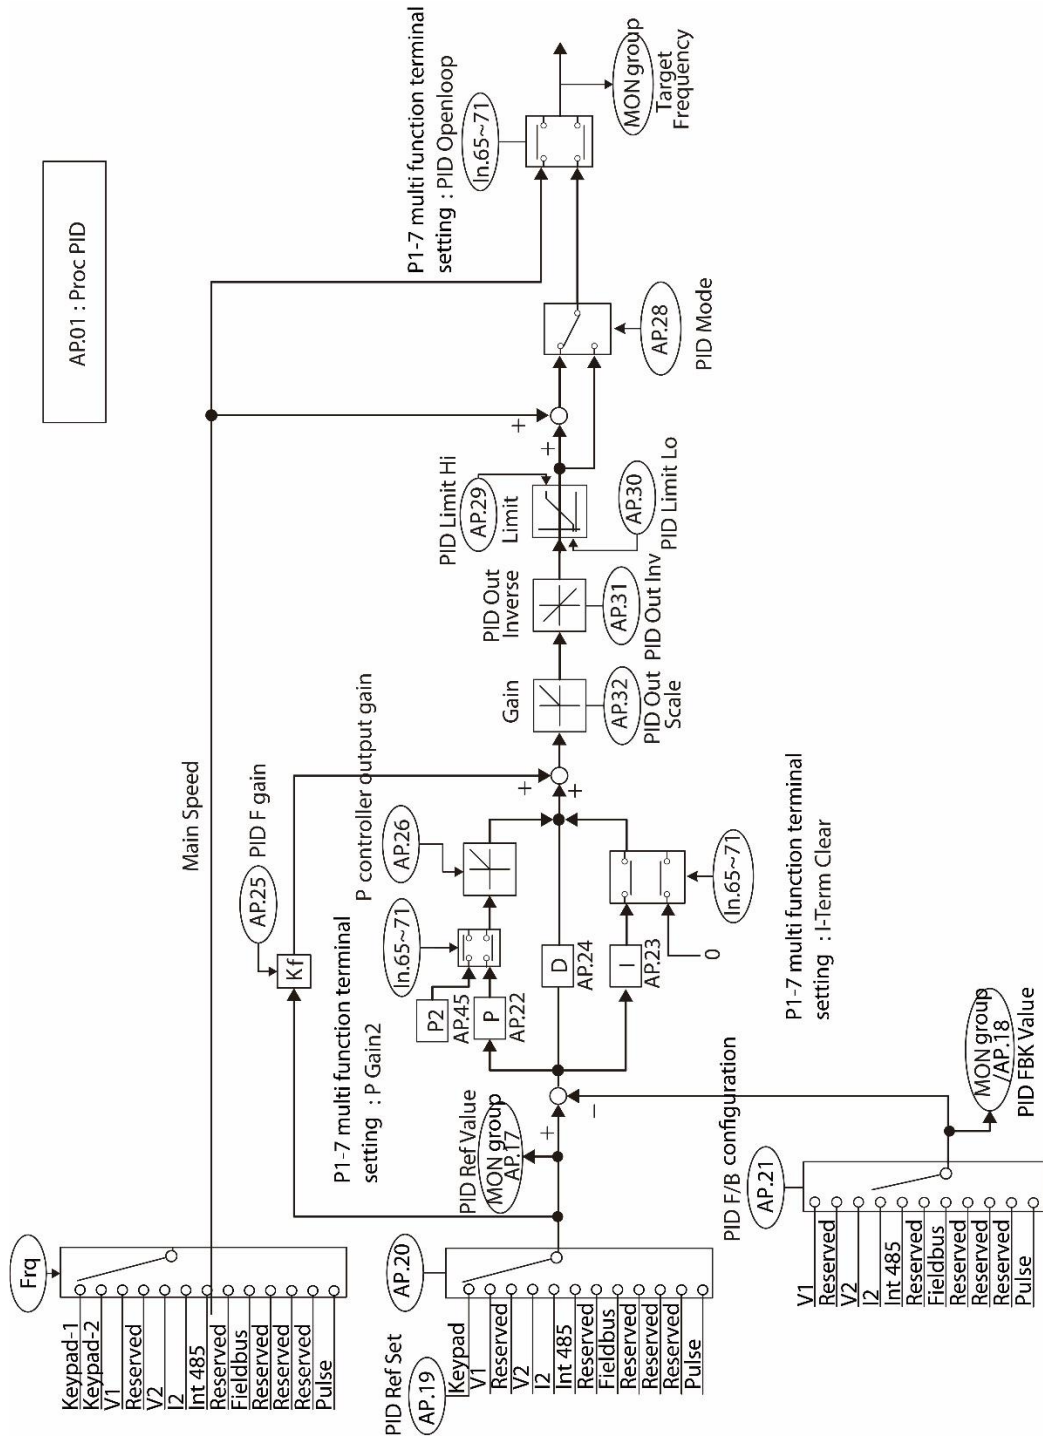 AP.01 : Proc PID
Frq
Keypad-1
Keypad-2
V1
Reserved
V2
I2
Int 485
Reserved
Fieldbus
Reserved
Reserved
Reserved
Pulse
Main Speed
AP.25
PID F gain
Kf
P1-7 multi function terminal
setting : PID Openloop
In.65~71
MON group
Target
Frequency
PID Ref Set
AP.19
AP.20
Keypad
V1
Reserved
V2
I2
Int 485
Reserved
Fieldbus
Reserved
Reserved
Reserved
Pulse
PID Ref Value
MON group
AP.17
+
−
P1-7 multi function terminal
setting : P Gain2
In.65~71
P2
AP.45
P
AP.22
P controller output gain
AP.26
D
AP.24
I
AP.23
0
In.65~71
P1-7 multi function terminal
setting : I-Term Clear
+
+
Gain
AP.32
PID Out
Scale
PID Out
Inverse
AP.31
PID Out Inv
PID Limit Hi
AP.29
Limit
AP.30
PID Limit Lo
+
+
AP.28
PID Mode
PID F/B configuration
AP.21
V1
Reserved
V2
I2
Int 485
Reserved
Fieldbus
Reserved
Reserved
Reserved
Pulse
MON group
/AP.18
PID FBK Value